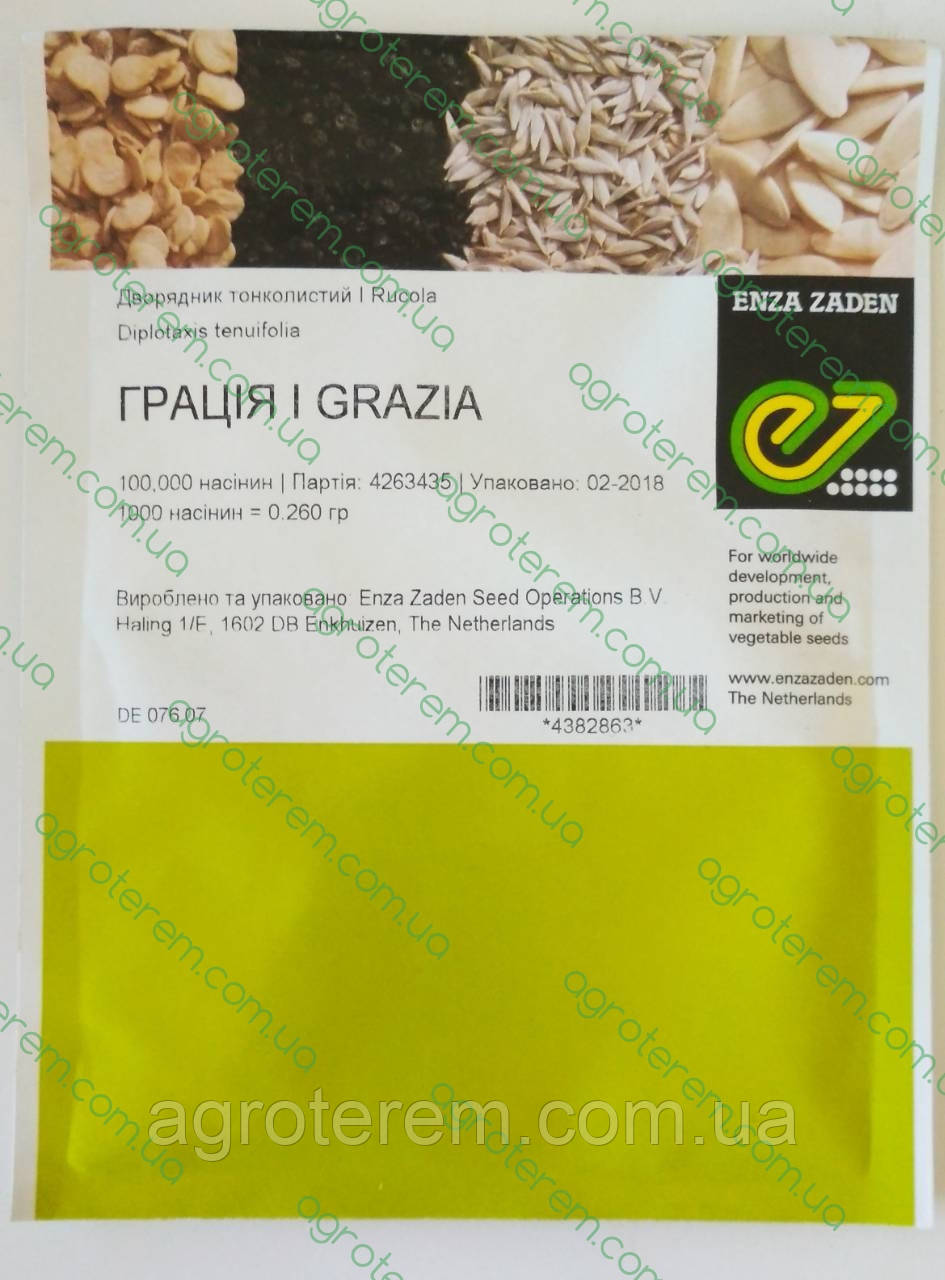 Дворядник тонколистий | Rucola
Diplotaxis tenuifolia
ГРАЦІЯ | GRAZIA
100,000 насінин | Партія: 4263435 | Упаковано: 02-2018
1000 насінин = 0.260 гр
Вироблено та упаковано: Enza Zaden Seed Operations B.V.
Haling 1/E, 1602 DB Enkhuizen, The Netherlands
DE 076.07
*4382863*
ENZA ZADEN
For worldwide
development,
production and
marketing of
vegetable seeds
www.enzazaden.com
The Netherlands
agroterem.com.ua